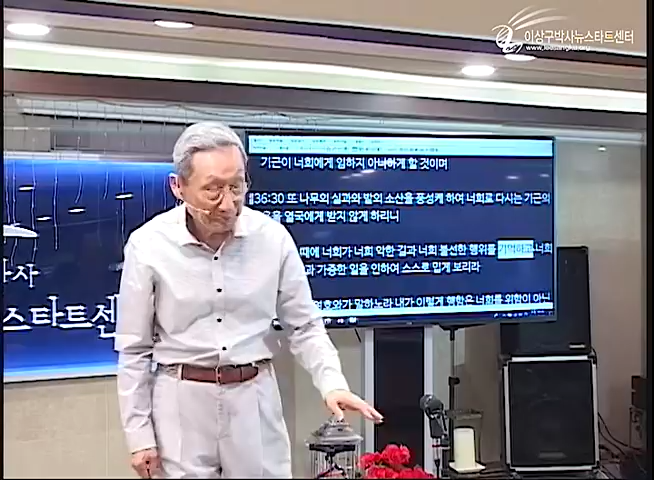 이상구박사뉴스타트센터
www.leesangku.org
기근이 너희에게 임하지 아니하게 할 것이며
36:30 또 나무의 실과와 밭의 소산을 풍성케 하여 너희로 다시는 기근의
열국에게 받지 않게 하리니
때에 너희가 너희 악한 길과 너희 불선한 행위를 기억하고 너희
과 가증한 일을 인하여 스스로 밉게 보리라
여호와가 말하노라 내가 이렇게 행함은 너희를 위함이 아닌
스타트센